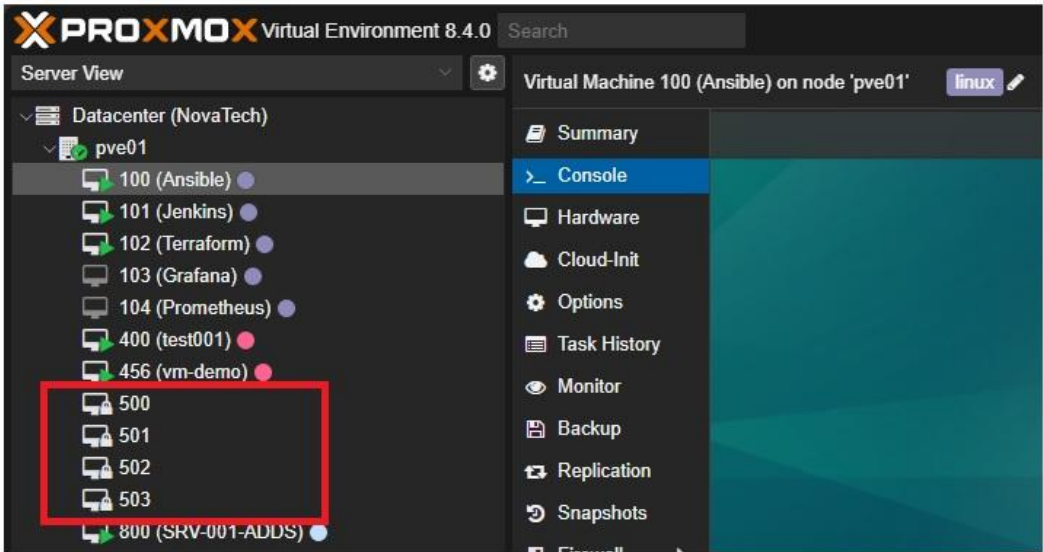 PROXMOX Virtual Environment 8.4.0 Search
Server View
Virtual Machine 100 (Ansible) on node 'pve01' linux
Datacenter (NovaTech)
pve01
100 (Ansible)
101 (Jenkins)
102 (Terraform)
103 (Grafana)
104 (Prometheus)
400 (test001)
456 (vm-demo)
500
501
502
503
800 (SRV-001-ADDS)
Summary
>_ Console
Hardware
Cloud-Init
Options
Task History
Monitor
Backup
Replication
Snapshots